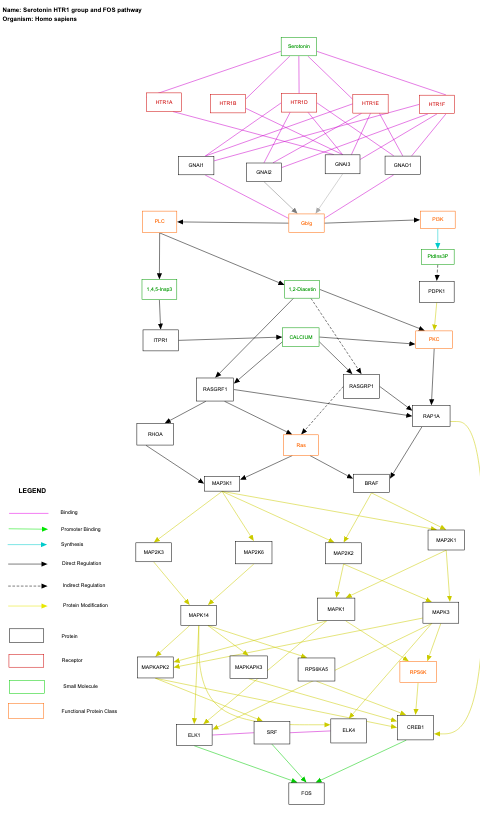 Name: Serotonin HTR1 group and FOS pathway
Organism: Homo sapiens
Serotonin
HTR1A
HTR1B
HTR1D
HTR1E
HTR1F
GNAI1
GNAI2
GNAI3
GNAO1
PLC
Gb/g
PI3K
1,4,5-Insp3
1,2-Diacetin
PtdIns3P
PDPK1
ITPR1
CALCIUM
PKC
RASGRF1
RASGRP1
RAP1A
RHOA
Ras
MAP3K1
BRAF
LEGEND
Binding
Promoter Binding
Synthesis
Direct Regulation
Indirect Regulation
Protein Modification
Protein
Receptor
Small Molecule
Functional Protein Class
MAP2K3
MAP2K6
MAP2K2
MAP2K1
MAPK14
MAPK1
MAPK3
MAPKAPK2
MAPKAPK3
RPS6KA5
RPS6K
ELK1
SRF
ELK4
CREB1
FOS